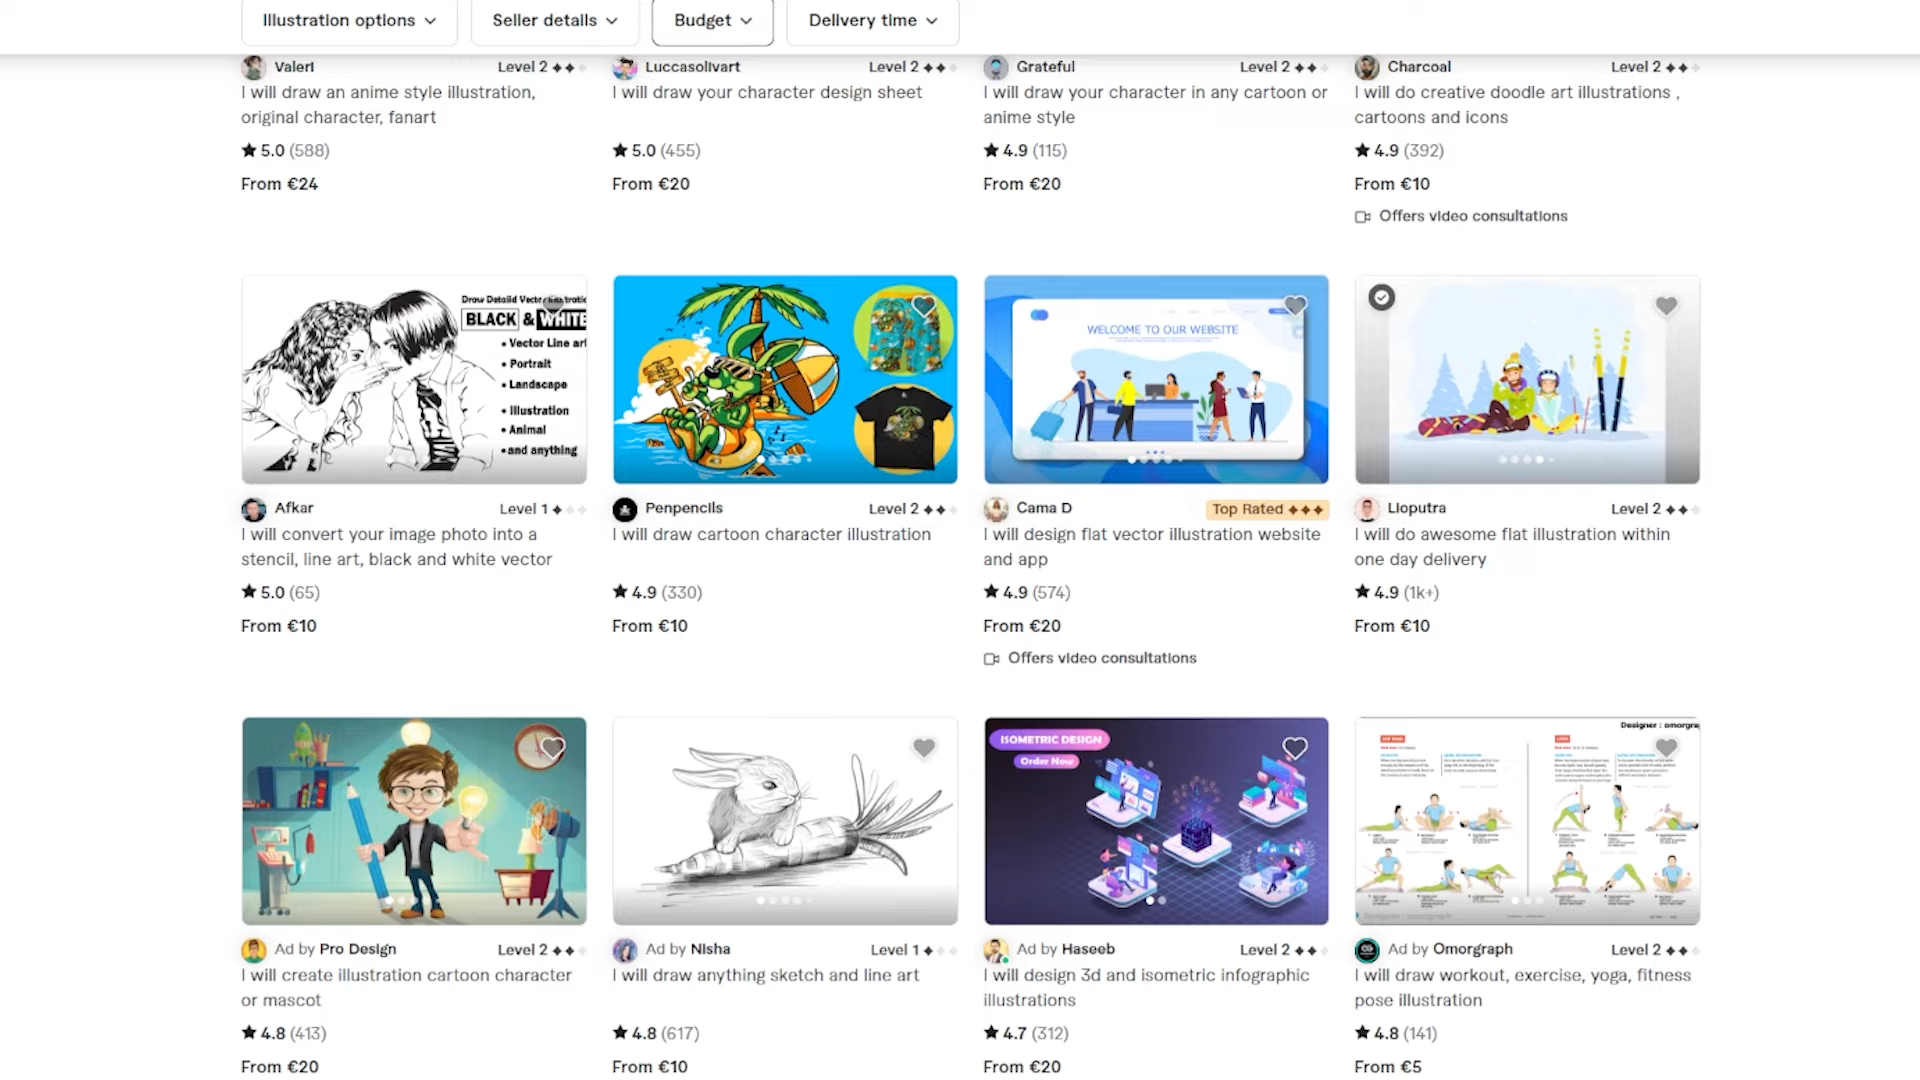 Illustration options
Seller details
Budget
Delivery time
Valeri
Level 2
I will draw an anime style illustration,
original character, fanart
5.0 (588)
From €24
Luccasolivart
Level 2
I will draw your character design sheet
5.0 (455)
From €20
Grateful
Level 2
I will draw your character in any cartoon or
anime style
4.9 (115)
From €20
Charcoal
Level 2
I will do creative doodle art illustrations ,
cartoons and icons
4.9 (392)
From €10
Offers video consultations
Draw Detaild
BLACK & WHITE
• Vector Line art
• Portrait
• Landscape
• Illustration
• Animal
• and anything
Afkar
Level 1
I will convert your image photo into a
stencil, line art, black and white vector
5.0 (65)
From €10
Penpencils
Level 2
I will draw cartoon character illustration
4.9 (330)
From €10
WELCOME TO OUR WEBSITE
Cama D
Top Rated
I will design flat vector illustration website
and app
4.9 (574)
From €20
Offers video consultations
Lioputra
Level 2
I will do awesome flat illustration within
one day delivery
4.9 (1k+)
From €10
Ad by Pro Design
Level 2
I will create illustration cartoon character
or mascot
4.8 (413)
From €20
Ad by Nisha
Level 1
I will draw anything sketch and line art
4.8 (617)
From €10
ISOMETRIC DESIGN
Order Now
Ad by Haseeb
Level 2
I will design 3d and isometric infographic
illustrations
4.7 (312)
From €20
Designer : omorgra
Ad by Omorgraph
Level 2
I will draw workout, exercise, yoga, fitness
pose illustration
4.8 (141)
From €5